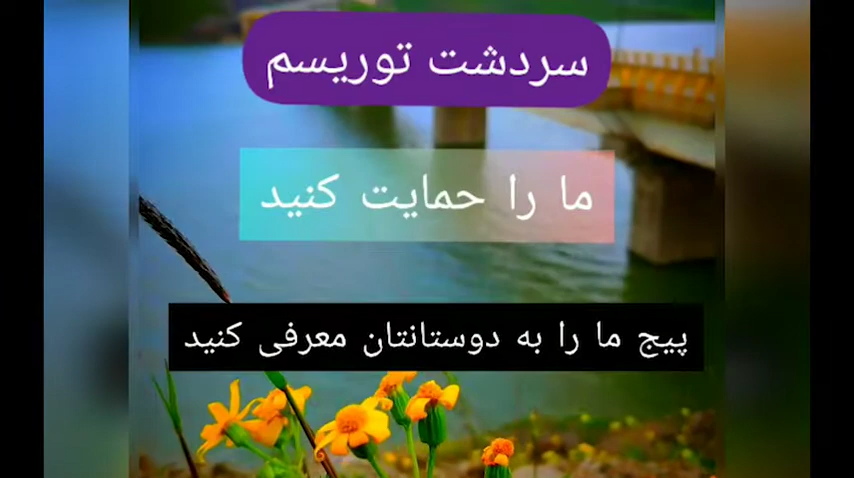 سردشت توریسم
ما را حمایت کنید
پیج ما را به دوستانتان معرفی کنید